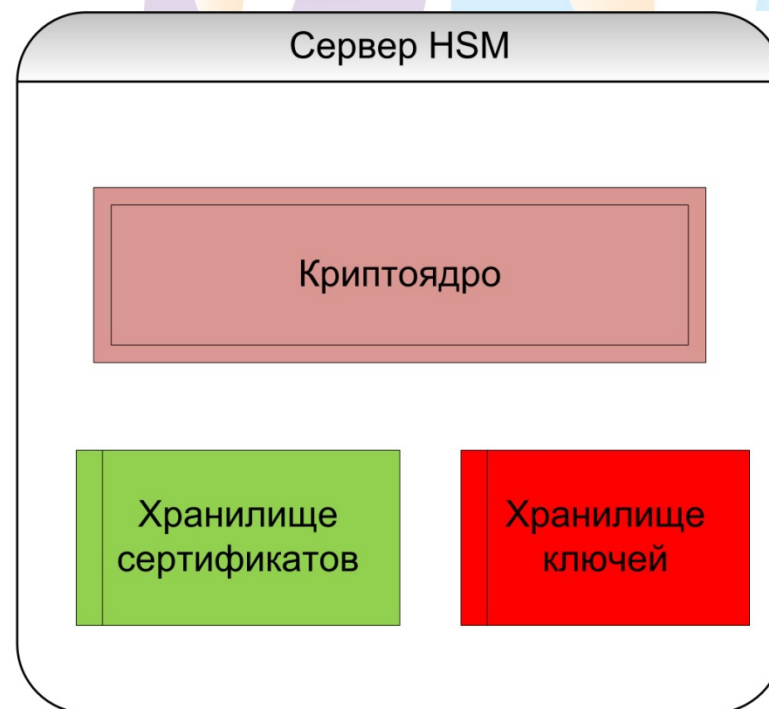 Сервер HSM
Криптоядро
Хранилище
сертификатов
Хранилище
ключей